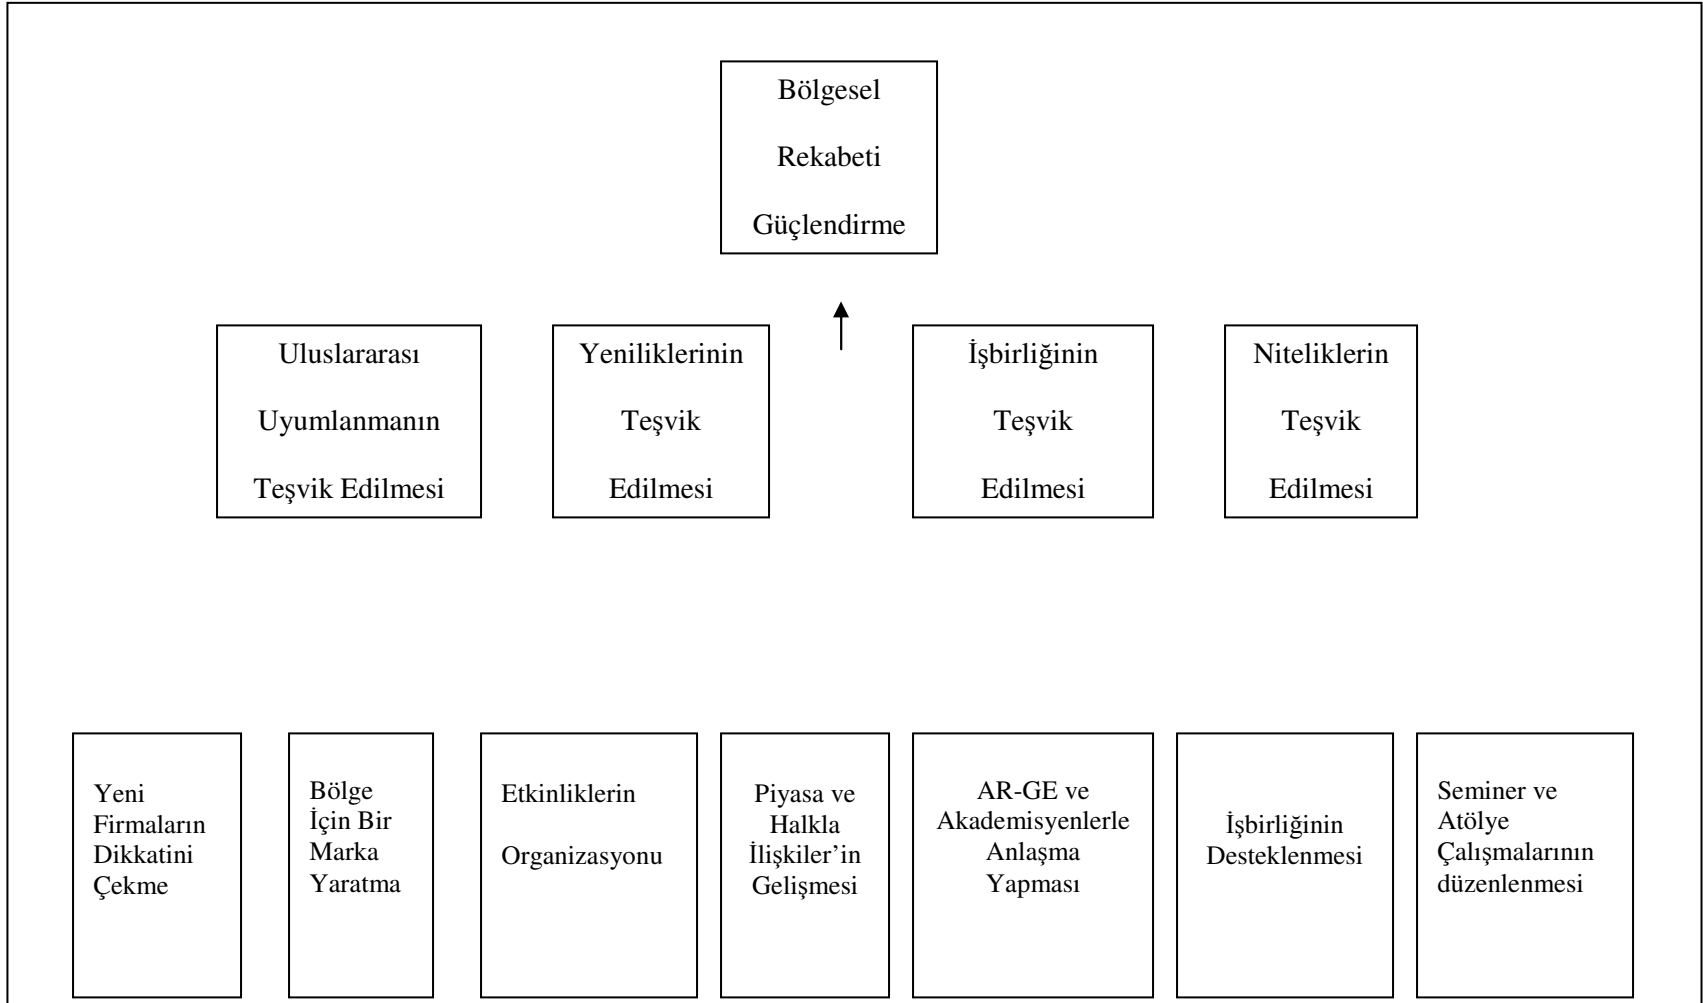 Bölgesel
Rekabeti
Güçlendirme
Uluslararası
Uyumlanmanın
Teşvik Edilmesi
Yeniliklerinin
Teşvik
Edilmesi
İşbirliğinin
Teşvik
Edilmesi
Niteliklerin
Teşvik
Edilmesi
Yeni
Firmaların
Dikkatini
Çekme
Bölge
İçin Bir
Marka
Yaratma
Etkinliklerin
Organizasyonu
Piyasa ve
Halkla
İlişkiler’in
Gelişmesi
AR-GE ve
Akademisyenlerle
Anlaşma
Yapması
İşbirliğinin
Desteklenmesi
Seminer ve
Atölye
Çalışmalarının
düzenlenmesi